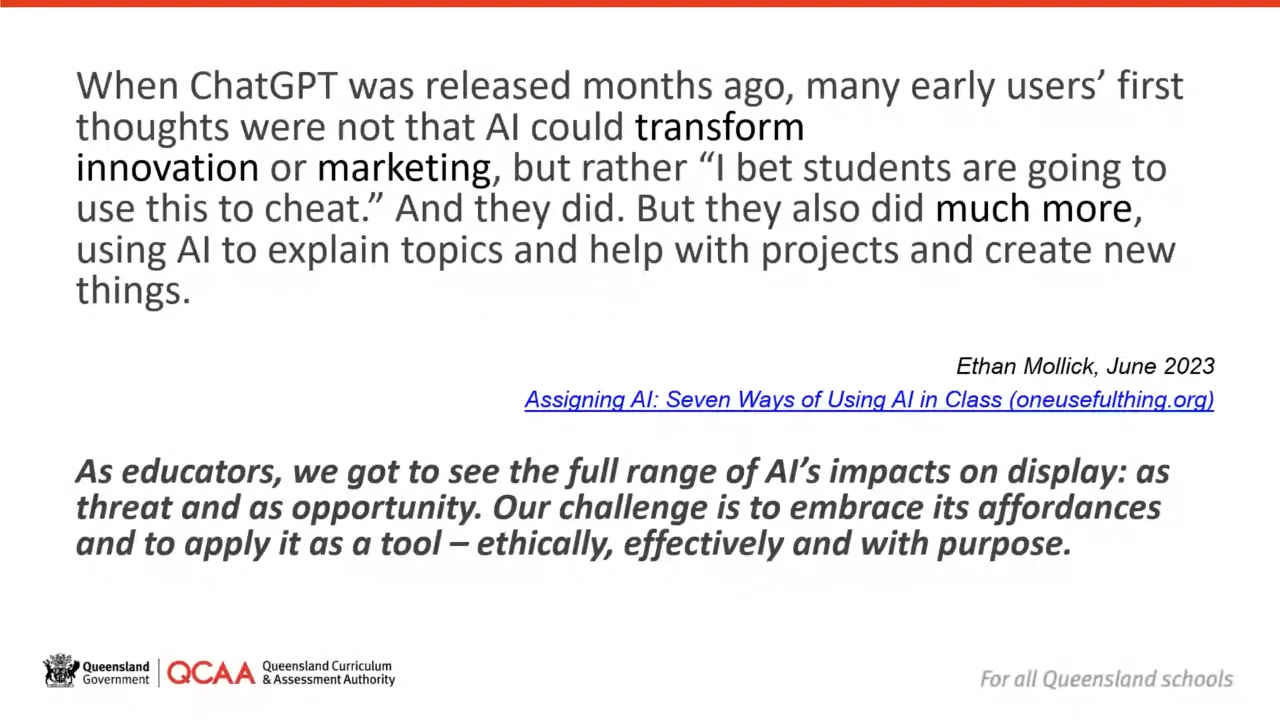 When ChatGPT was released months ago, many early users’ first
thoughts were not that AI could transform
innovation or marketing, but rather “I bet students are going to
use this to cheat.” And they did. But they also did much more,
using AI to explain topics and help with projects and create new
things.
Ethan Mollick, June 2023
Assigning AI: Seven Ways of Using AI in Class (oneusefulthing.org)
As educators, we got to see the full range of AI’s impacts on display: as
threat and as opportunity. Our challenge is to embrace its affordances
and to apply it as a tool – ethically, effectively and with purpose.
Queensland
Government
QCAA
Queensland Curriculum
& Assessment Authority
For all Queensland schools